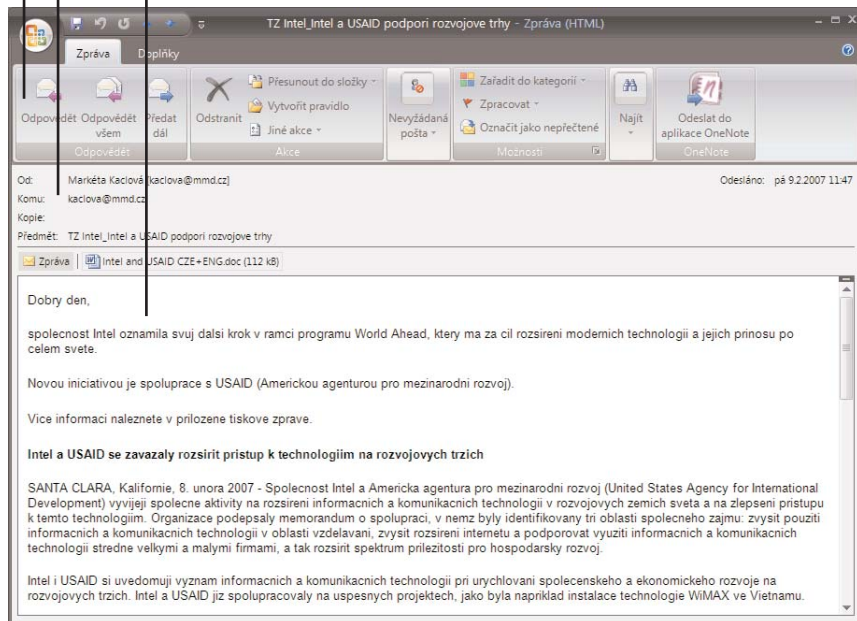 TZ Intel_Intel a USAID podpori rozvojove trhy - Zpráva (HTML)
Zpráva Doplňky
Odpovědět Odpovědět všem Předat dál
Odpovědět
Odstranit Přesunout do složky
Vytvořit pravidlo
Jiné akce
Akce
Nevyžádaná pošta
Zařadit do kategorií
Zpracovat
Označit jako nepřečtené
Možnosti
Najít
Odeslat do aplikace OneNote
OneNote
Od: Markéta Kaclová [kaclova@mmd.cz] Odesláno: pá 9.2.2007 11:47
Komu: kaclova@mmd.cz
Kopie:
Předmět: TZ Intel_Intel a USAID podpori rozvojove trhy
Zpráva Intel and USAID CZE+ENG.doc (112 kB)
Dobry den,
spolecnost Intel oznamila svuj dalsi krok v ramci programu World Ahead, ktery ma za cil rozsireni modernich technologii a jejich prinosu po
celem svete.
Novou iniciativou je spoluprace s USAID (Americkou agenturou pro mezinarodni rozvoj).
Vice informaci naleznete v prilozene tiskove zprave.
Intel a USAID se zavazaly rozsirit pristup k technologiim na rozvojovych trzich
SANTA CLARA, Kalifornie, 8. unora 2007 - Spolecnost Intel a Americka agentura pro mezinarodni rozvoj (United States Agency for International
Development) vyvijeji spolecne aktivity na rozsireni informacnich a komunikacnich technologii v rozvojovych zemich sveta a na zlepseni pristupu
k temto technologiim. Organizace podepsaly memorandum o spolupraci, v nemz byly identifikovany tri oblasti spolecneho zajmu: zvysit pouziti
informacnich a komunikacnich technologii v oblasti vzdelavani, zvysit rozsireni internetu a podporovat vyuziti informacnich a komunikacnich
technologii stredne velkymi a malymi firmami, a tak rozsirit spektrum prilezitosti pro hospodarsky rozvoj.
Intel i USAID si uvedomuji vyznam informacnich a komunikacnich technologii pri urychlovani spolecenskeho a ekonomickeho rozvoje na
rozvojovych trzich. Intel a USAID jiz spolupracovaly na uspesnych projektech, jako byla napriklad instalace technologie WiMAX ve Vietnamu.